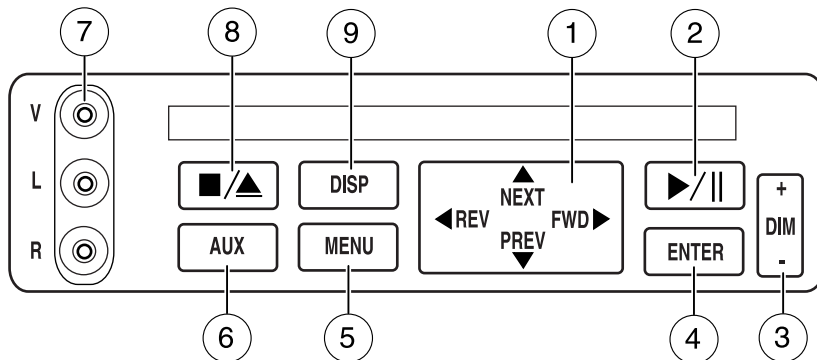 7 8 9 1 2
V
L
R
DISP
NEXT
REV FWD
PREV
+
DIM
-
AUX MENU ENTER
6 5 4 3